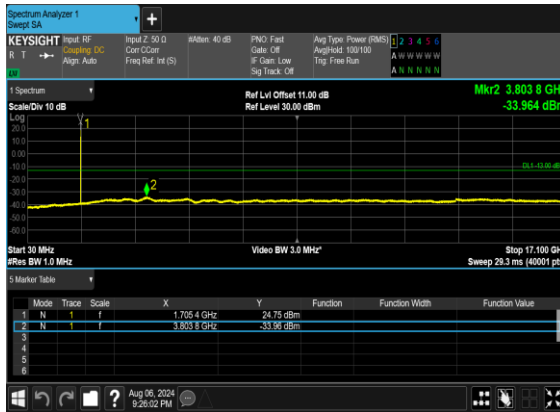 Spectrum Analyzer 1
Swept SA
KEYSIGHT Input: RF Input Z: 50 Ω #Atten: 40 dB PNO: Fast Avg Type: Power (RMS) 1 2 3 4 5 6
R T Coupling: DC Corr CCorr Gate: Off Avg|Hold: 100/100 A W W W W W
Align: Auto Freq Ref: Int (S) IF Gain: Low Trig: Free Run
Sig Track: Off A N N N N N
1 Spectrum Ref Lvl Offset 11.00 dB Mkr2 3.803 8 GH
Scale/Div 10 dB Ref Level 30.00 dBm -33.964 dB
Log
20.0
10.0
0.00
-10.0
-20.0
-30.0
-40.0
-50.0
-60.0
1
2
DL1 -13.00 dB
Start 30 MHz Video BW 3.0 MHz* Stop 17.100 GH
#Res BW 1.0 MHz Sweep 29.3 ms (40001 pt
5 Marker Table
Mode Trace Scale X Y Function Function Width Function Value
1 N 1 f 1.705 4 GHz 24.75 dBm
2 N 1 f 3.803 8 GHz -33.96 dBm
3
4
5
6
? Aug 06, 2024
9:26:02 PM